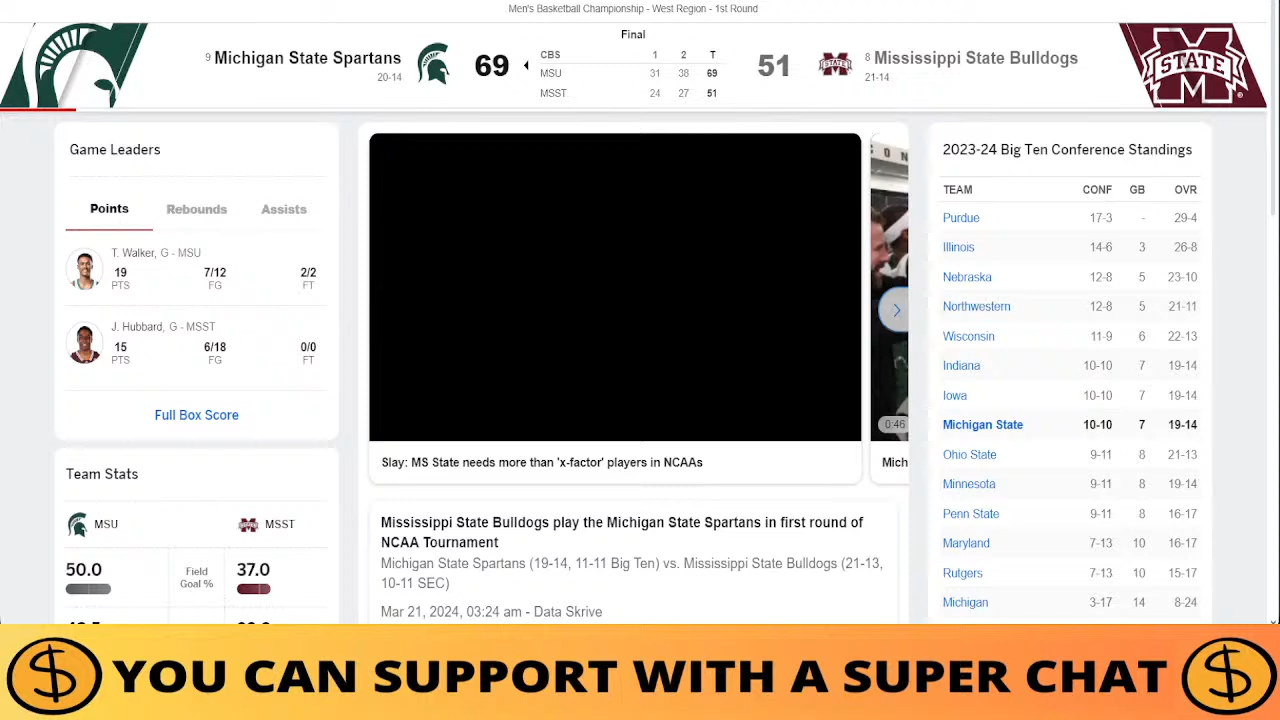 Men's Basketball Championship - West Region - 1st Round
9 Michigan State Spartans
20-14
69
Final
CBS 1 2 T
MSU 31 38 69
MSST 24 27 51
51
STATE
8 Mississippi State Bulldogs
21-14
STATE
Game Leaders
Points Rebounds Assists
T. Walker, G - MSU
19 7/12 2/2
PTS FG FT
J. Hubbard, G - MSST
15 6/18 0/0
PTS FG FT
Full Box Score
Team Stats
MSU MSST
50.0 Field Goal % 37.0
0:46
Slay: MS State needs more than 'x-factor' players in NCAAs
Mich
Mississippi State Bulldogs play the Michigan State Spartans in first round of
NCAA Tournament
Michigan State Spartans (19-14, 11-11 Big Ten) vs. Mississippi State Bulldogs (21-13,
10-11 SEC)
Mar 21, 2024, 03:24 am - Data Skrive
2023-24 Big Ten Conference Standings
TEAM CONF GB OVR
Purdue 17-3 - 29-4
Illinois 14-6 3 26-8
Nebraska 12-8 5 23-10
Northwestern 12-8 5 21-11
Wisconsin 11-9 6 22-13
Indiana 10-10 7 19-14
Iowa 10-10 7 19-14
Michigan State 10-10 7 19-14
Ohio State 9-11 8 21-13
Minnesota 9-11 8 19-14
Penn State 9-11 8 16-17
Maryland 7-13 10 16-17
Rutgers 7-13 10 15-17
Michigan 3-17 14 8-24
$ YOU CAN SUPPORT WITH A SUPER CHAT $